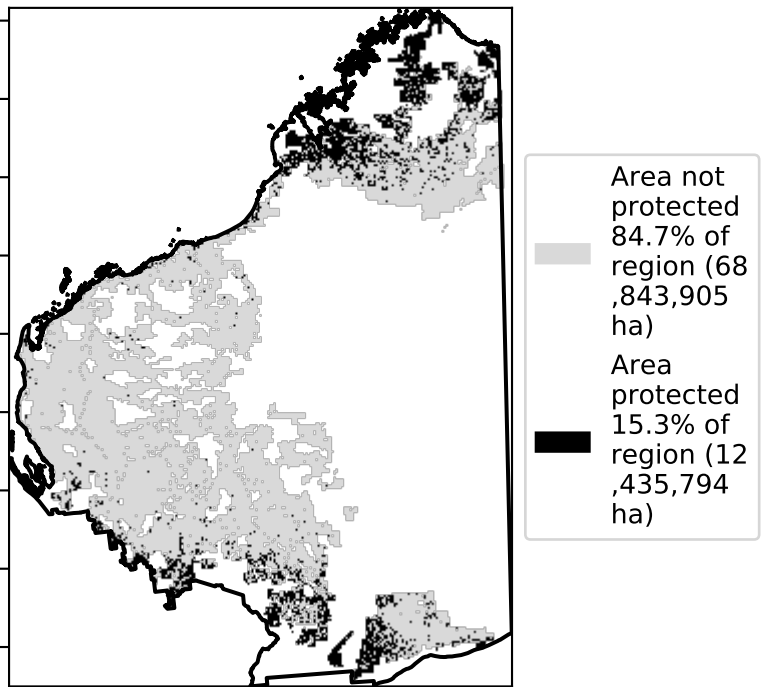 Area not
protected
84.7% of
region (68
,843,905
ha)
Area
protected
15.3% of
region (12
,435,794
ha)